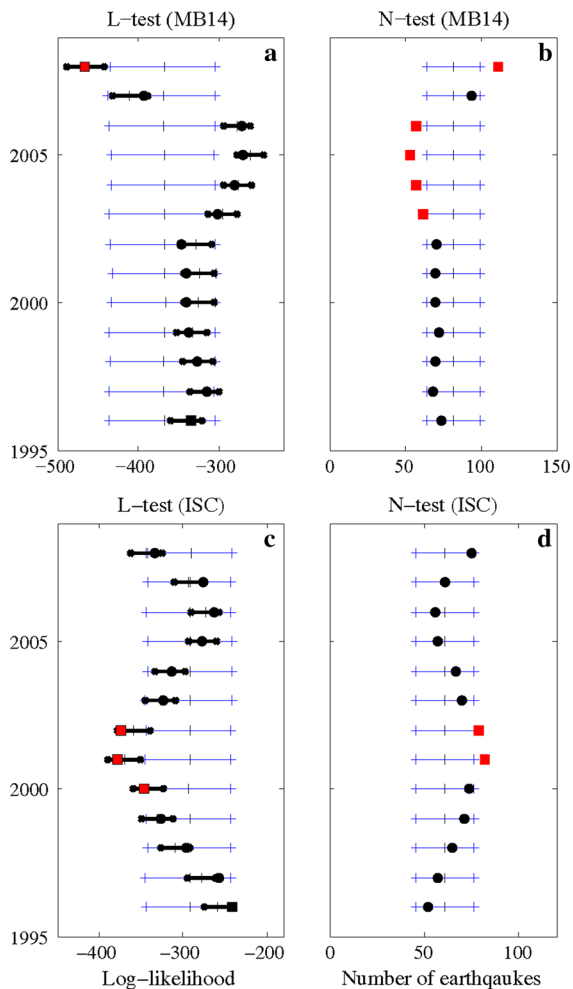 L−test (MB14)
N−test (MB14)
a
b
2005
2000
1995
−500
−400
−300
0
50
100
150
L−test (ISC)
N−test (ISC)
c
d
2005
2000
1995
−400
−300
−200
0
50
100
Log−likelihood
Number of earthqaukes